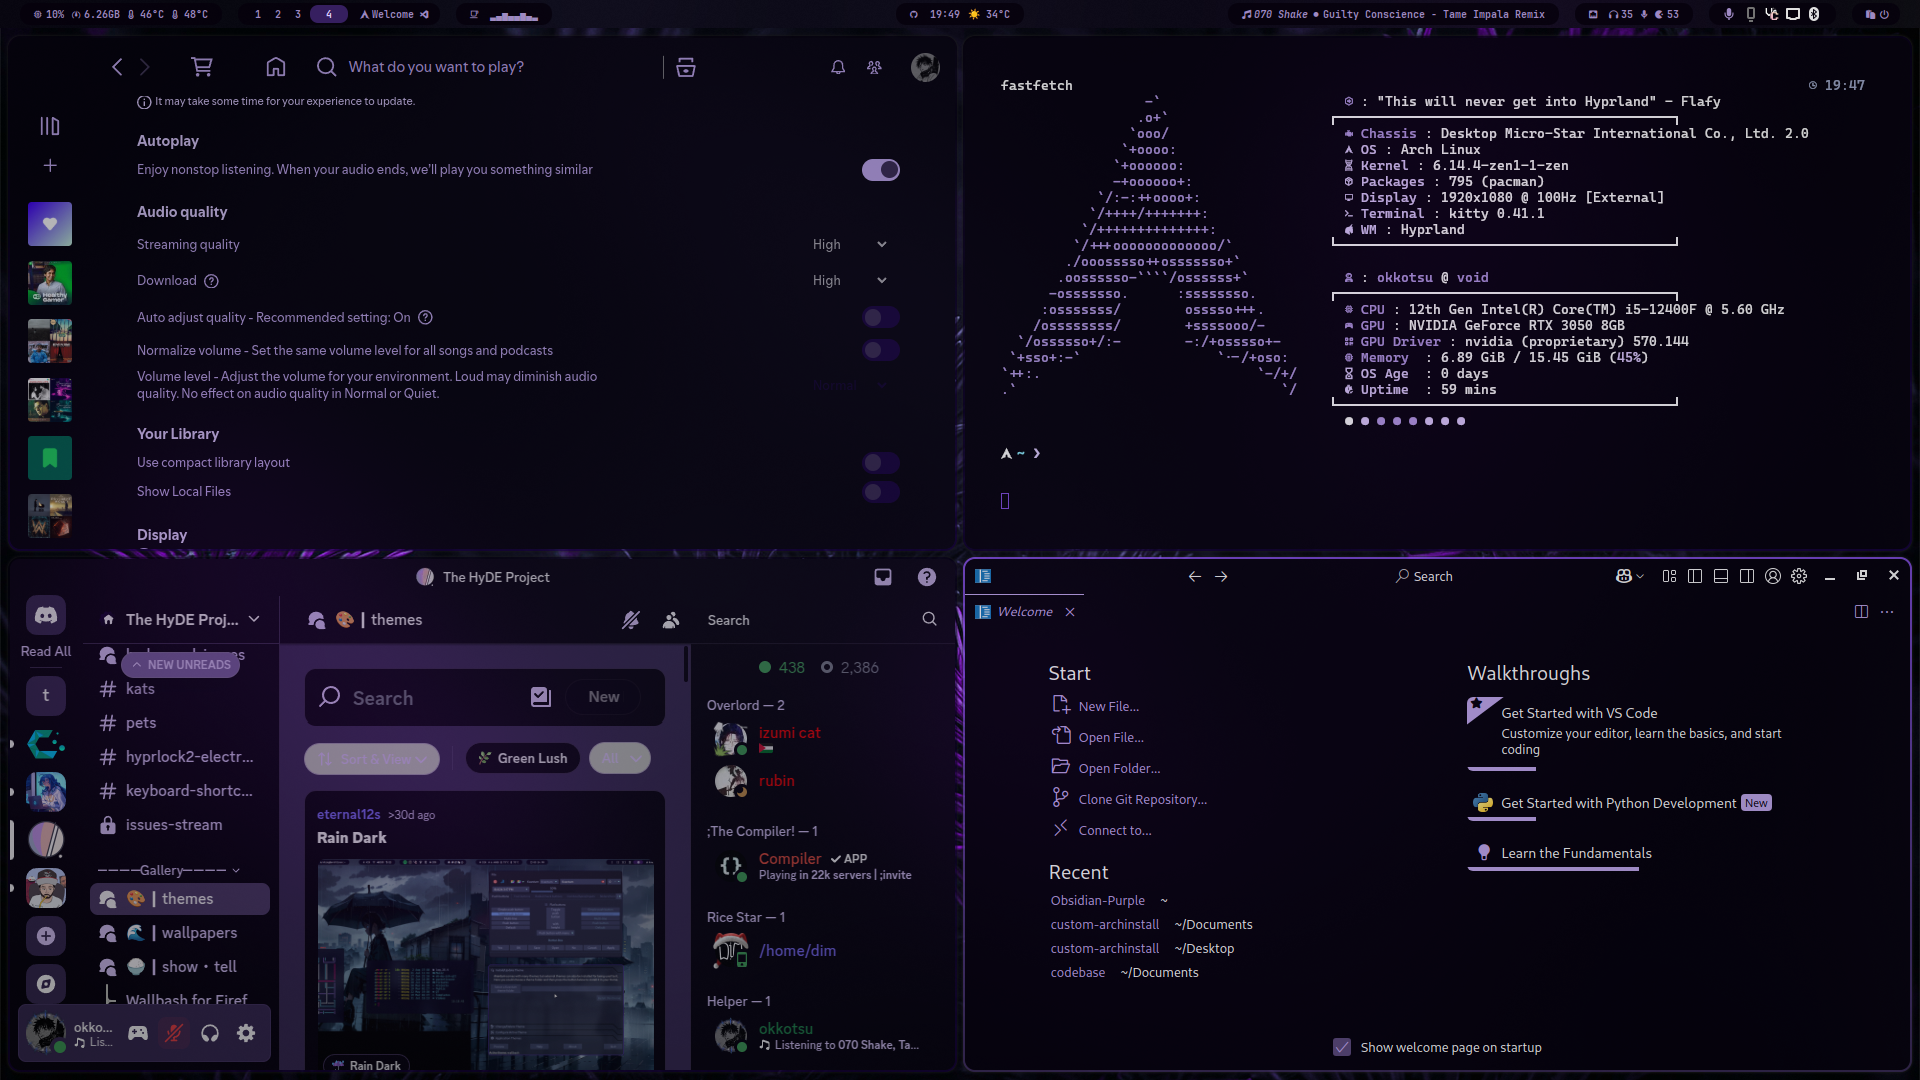 10% 6.26GB 46°C 48°C
1 2 3 4 Welcome
19:49 34°C
070 Shake ● Guilty Conscience - Tame Impala Remix
35 53
What do you want to play?
It may take some time for your experience to update.
Autoplay
Enjoy nonstop listening. When your audio ends, we'll play you something similar
Audio quality
Streaming quality High
Download High
Auto adjust quality - Recommended setting: On
Normalize volume - Set the same volume level for all songs and podcasts
Volume level - Adjust the volume for your environment. Loud may diminish audio
quality. No effect on audio quality in Normal or Quiet.
Normal
Your Library
Use compact library layout
Show Local Files
Display
Healthy
Gamer
fastfetch
19:47
: "This will never get into Hyprland" - Flafy
Chassis : Desktop Micro-Star International Co., Ltd. 2.0
OS : Arch Linux
Kernel : 6.14.4-zen1-1-zen
Packages : 795 (pacman)
Display : 1920x1080 @ 100Hz [External]
Terminal : kitty 0.41.1
WM : Hyprland
: okkotsu @ void
CPU : 12th Gen Intel(R) Core(TM) i5-12400F @ 5.60 GHz
GPU : NVIDIA GeForce RTX 3050 8GB
GPU Driver : nvidia (proprietary) 570.144
Memory : 6.89 GiB / 15.45 GiB (45%)
OS Age : 0 days
Uptime : 59 mins
~ ❯
The HyDE Project
Read All
t
The HyDE Proj...
NEW UNREADS
kats
pets
hyprlock2-electr...
keyboard-shortc...
issues-stream
————Gallery————
| themes
| wallpapers
| show • tell
Wallbash for Firef
okko...
Lis...
| themes
Search
New
Sort & View
Green Lush
All
eternal12s >30d ago
Rain Dark
Rain Dark
Search
438 2,386
Overlord — 2
izumi cat
rubin
;The Compiler! — 1
Compiler ✓ APP
Playing in 22k servers | ;invite
Rice Star — 1
/home/dim
Helper — 1
okkotsu
Listening to 070 Shake, Ta...
Search
Welcome
Start
New File...
Open File...
Open Folder...
Clone Git Repository...
Connect to...
Recent
Obsidian-Purple ~
custom-archinstall ~/Documents
custom-archinstall ~/Desktop
codebase ~/Documents
Walkthroughs
Get Started with VS Code
Customize your editor, learn the basics, and start
coding
Get Started with Python Development New
Learn the Fundamentals
Show welcome page on startup